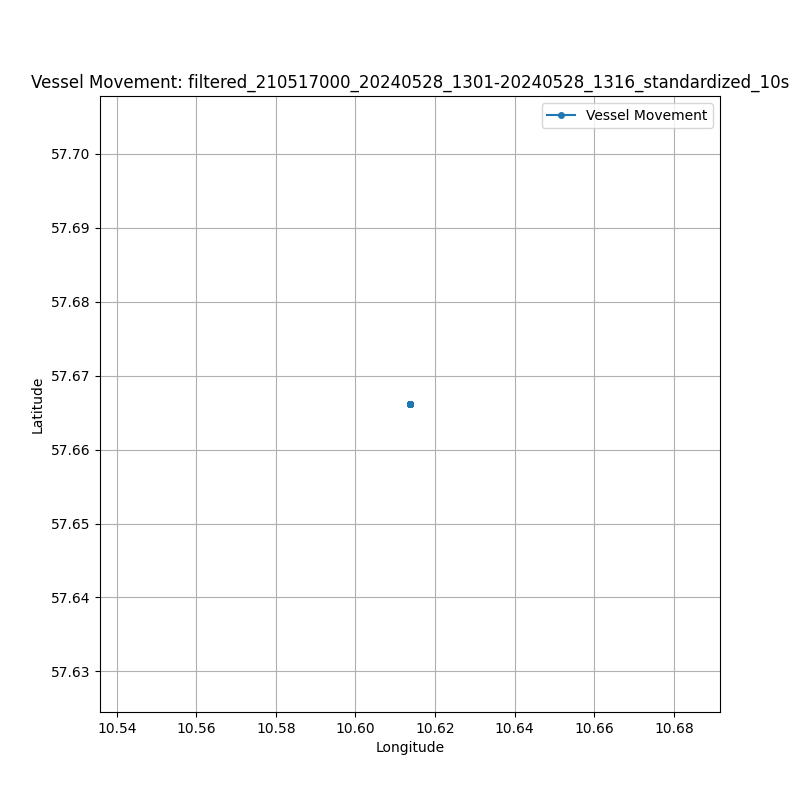 Vessel Movement: filtered_210517000_20240528_1301-20240528_1316_standardized_10s
Vessel Movement
57.70
57.69
57.68
57.67
57.66
57.65
57.64
57.63
Latitude
10.54 10.56 10.58 10.60 10.62 10.64 10.66 10.68
Longitude